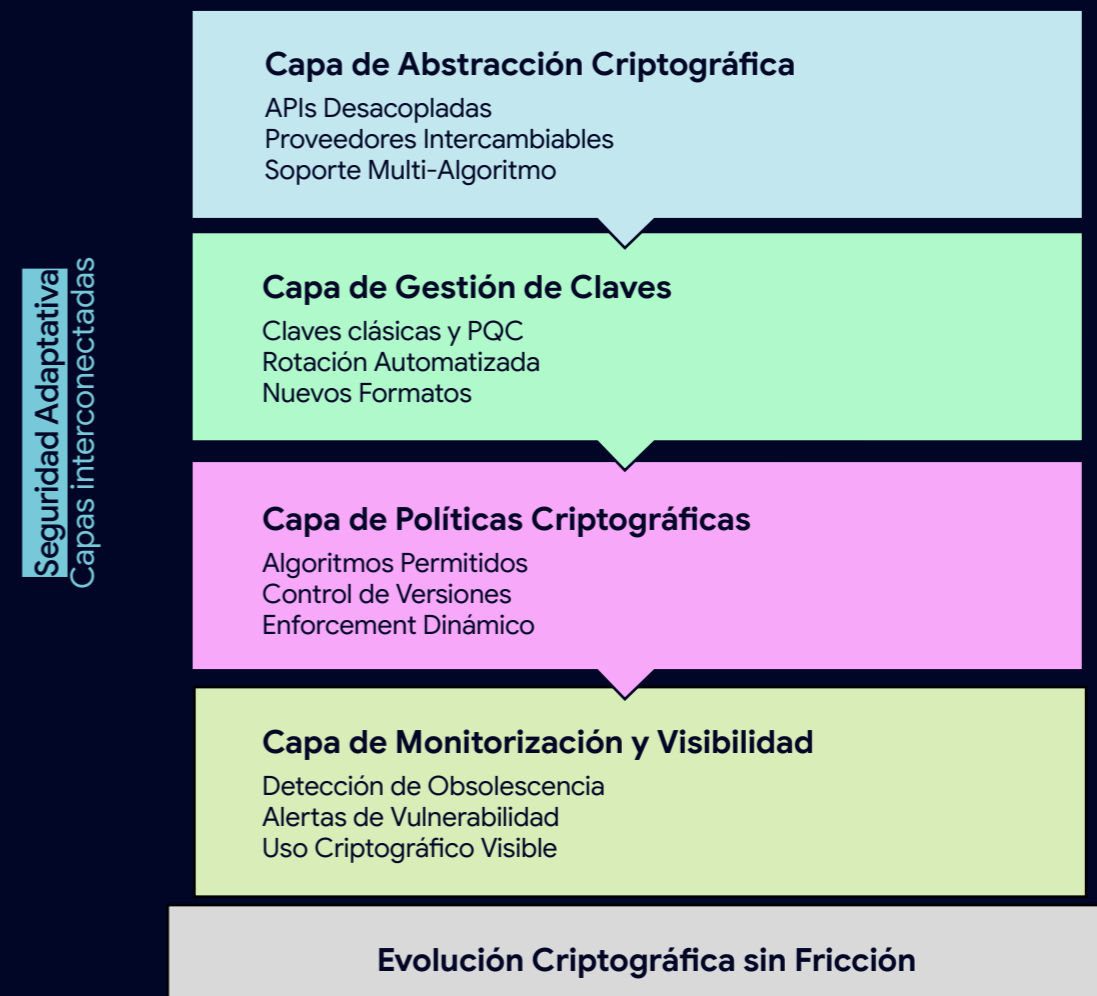 Seguridad Adaptativa
Capas interconectadas
Capa de Abstracción Criptográfica
APIs Desacopladas
Proveedores Intercambiables
Soporte Multi-Algoritmo
Capa de Gestión de Claves
Claves clásicas y PQC
Rotación Automatizada
Nuevos Formatos
Capa de Políticas Criptográficas
Algoritmos Permitidos
Control de Versiones
Enforcement Dinámico
Capa de Monitorización y Visibilidad
Detección de Obsolescencia
Alertas de Vulnerabilidad
Uso Criptográfico Visible
Evolución Criptográfica sin Fricción